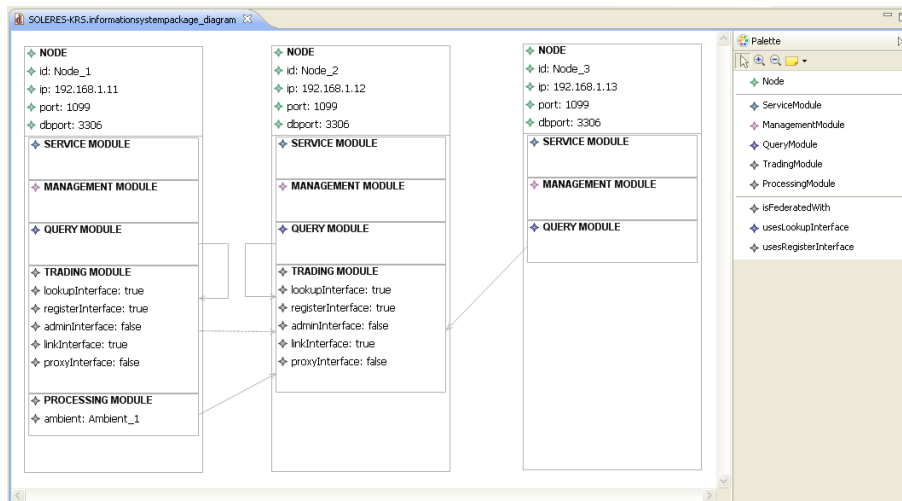 SOLERES-KRS.informationsystempackage_diagram
NODE
id: Node_1
ip: 192.168.1.11
port: 1099
dbport: 3306
SERVICE MODULE
MANAGEMENT MODULE
QUERY MODULE
TRADING MODULE
lookupInterface: true
registerInterface: true
adminInterface: false
linkInterface: true
proxyInterface: false
PROCESSING MODULE
ambient: Ambient_1
NODE
id: Node_2
ip: 192.168.1.12
port: 1099
dbport: 3306
SERVICE MODULE
MANAGEMENT MODULE
QUERY MODULE
TRADING MODULE
lookupInterface: true
registerInterface: true
adminInterface: false
linkInterface: true
proxyInterface: false
NODE
id: Node_3
ip: 192.168.1.13
port: 1099
dbport: 3306
SERVICE MODULE
MANAGEMENT MODULE
QUERY MODULE
Palette
Node
ServiceModule
ManagementModule
QueryModule
TradingModule
ProcessingModule
isFederatedWith
usesLookupInterface
usesRegisterInterface